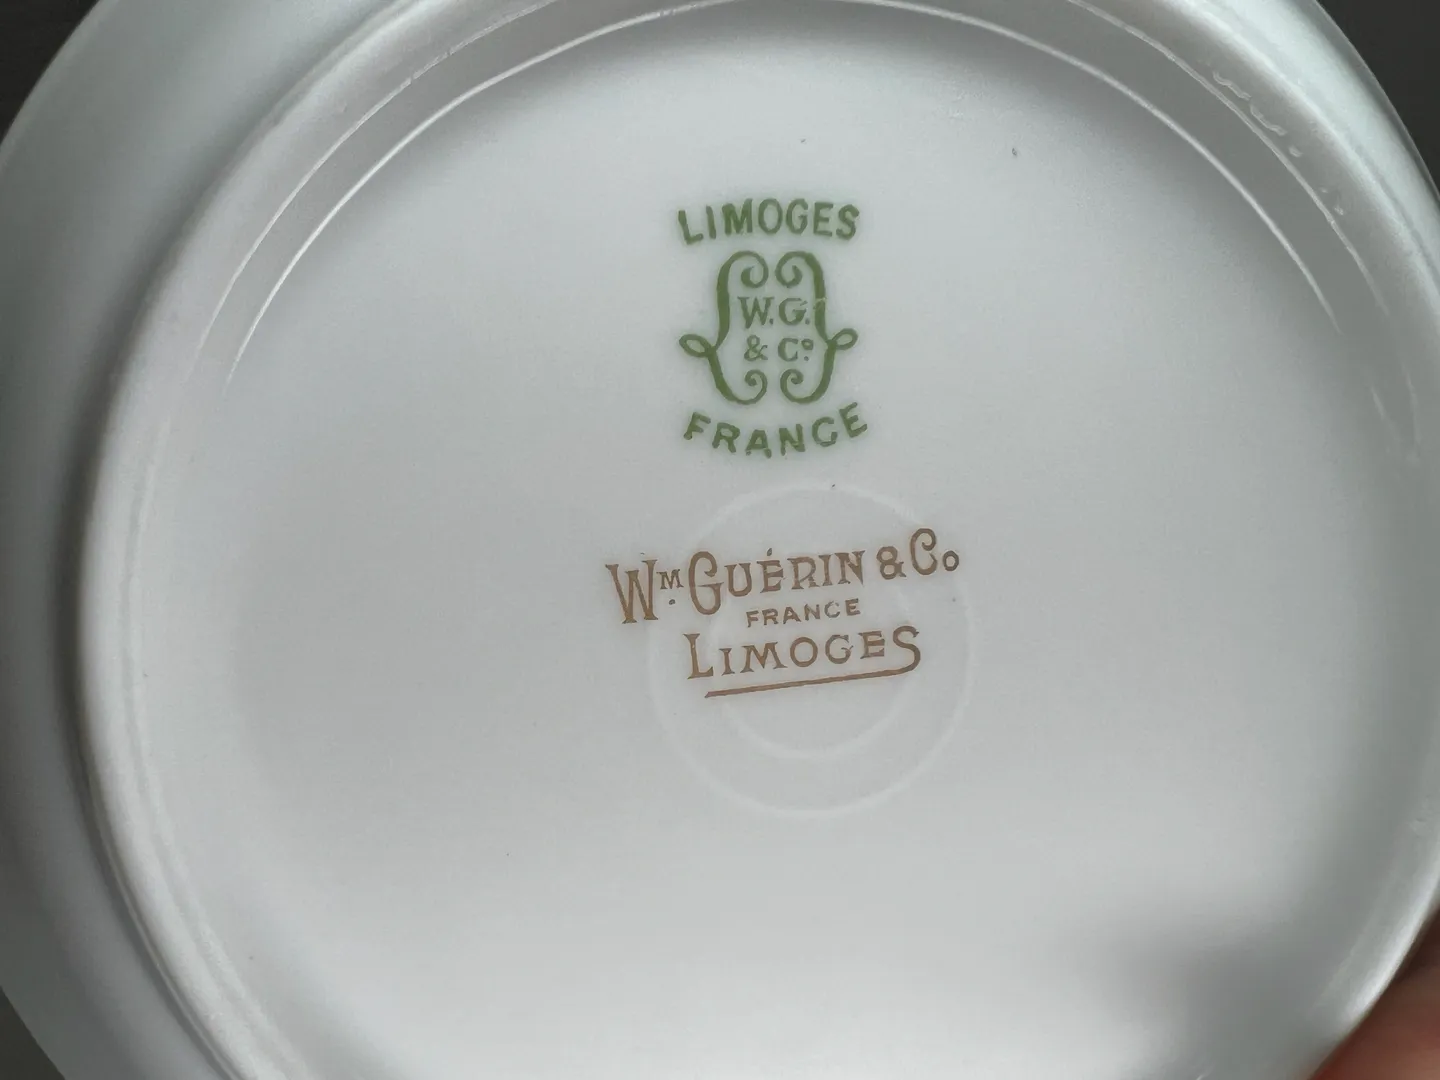 LIMOGES
W.G.
& Cº
FRANCE
WM. GUÉRIN & Co
FRANCE
LIMOGES